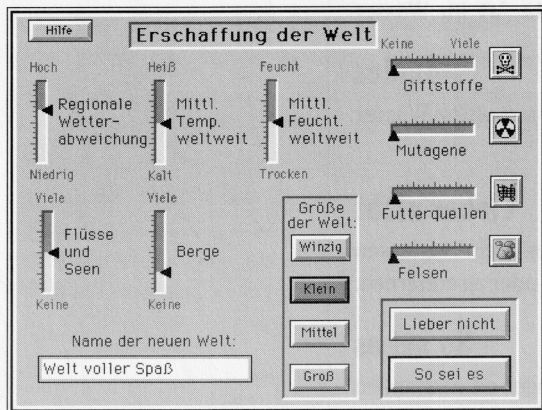 Hilfe
Erschaffung der Welt
Keine Viele
Giftstoffe
Hoch
Regionale
Wetter-
abweichung
Niedrig
Heiß
Mittl.
Temp.
weltweit
Kalt
Feucht
Mittl.
Feucht.
weltweit
Trocken
Mutagene
Futterquellen
Felsen
Viele
Flüsse
und
Seen
Keine
Viele
Berge
Keine
Größe
der Welt:
Winzig
Klein
Mittel
Groß
Name der neuen Welt:
Welt voller Spaß
Lieber nicht
So sei es